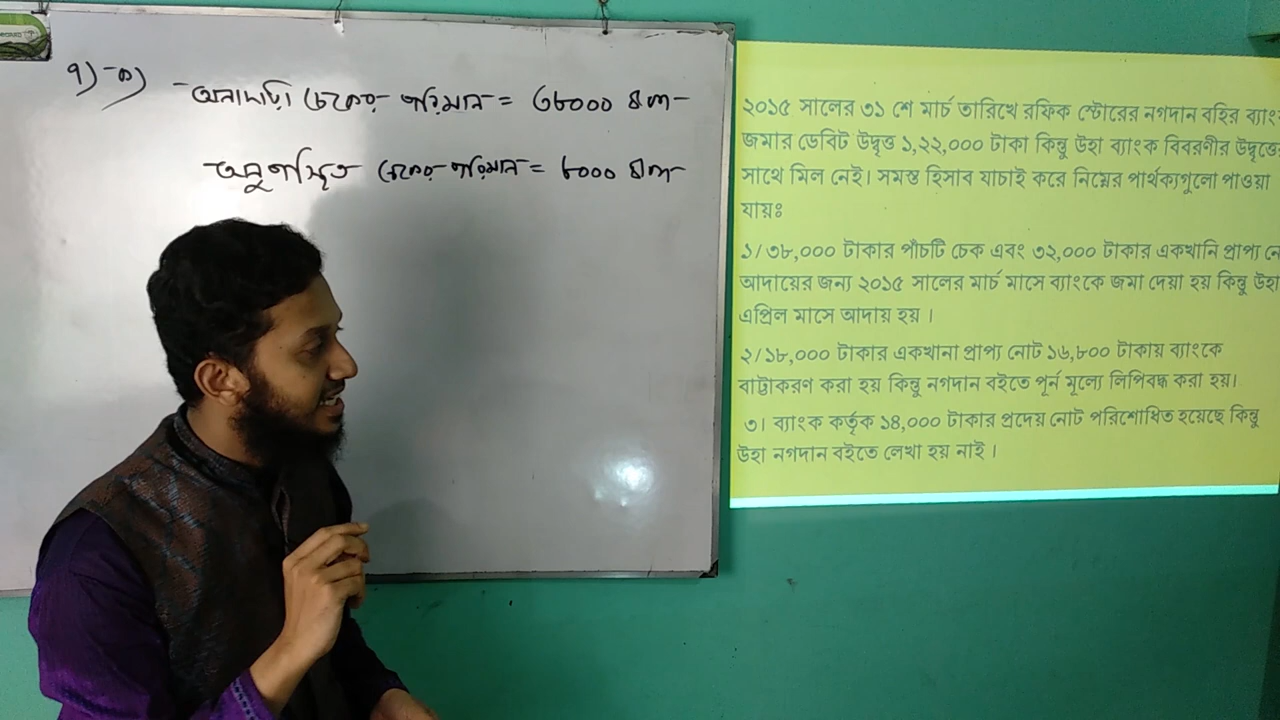 ৭) -ক)
অনাদায়ী চেকের পরিমান = ৩৮০০০ টাকা
অনুপস্থিত চেকের পরিমান = ৮০০০ টাকা
২০১৫ সালের ৩১ শে মার্চ তারিখে রফিক স্টোরের নগদান বহির ব্যাংক
জমার ডেবিট উদ্বৃত্ত ১,২২,০০০ টাকা কিন্তু উহা ব্যাংক বিবরণীর উদ্বৃত্তের
সাথে মিল নেই। সমস্ত হিসাব যাচাই করে নিম্নের পার্থক্যগুলো পাওয়া
যায়ঃ
১/৩৮,০০০ টাকার পাঁচটি চেক এবং ৩২,০০০ টাকার একখানি প্রাপ্য নো
আদায়ের জন্য ২০১৫ সালের মার্চ মাসে ব্যাংকে জমা দেয়া হয় কিন্তু উহা
এপ্রিল মাসে আদায় হয় ।
২/১৮,০০০ টাকার একখানা প্রাপ্য নোট ১৬,৮০০ টাকায় ব্যাংকে
বাট্টাকরণ করা হয় কিন্তু নগদান বইতে পূর্ন মূল্যে লিপিবদ্ধ করা হয়।
৩। ব্যাংক কর্তৃক ১৪,০০০ টাকার প্রদেয় নোট পরিশোধিত হয়েছে কিন্তু
উহা নগদান বইতে লেখা হয় নাই ।